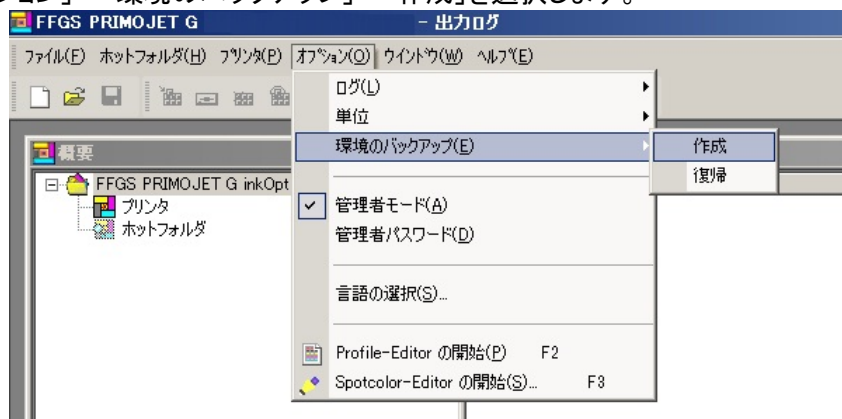 ション」-「環境のバックアップ」-「作成」を選択します。
FFGS PRIMOJET G - 出力ログ
ファイル(F) ホットフォルダ(H) プリンタ(P) オプション(O) ウインドウ(W) ヘルプ(E)
ログ(L)
単位
環境のバックアップ(E) 作成
概要 復帰
FFGS PRIMOJET G inkOpt
プリンタ 管理者モード(A)
ホットフォルダ 管理者パスワード(D)
言語の選択(S)...
Profile-Editor の開始(P) F2
Spotcolor-Editor の開始(S)... F3